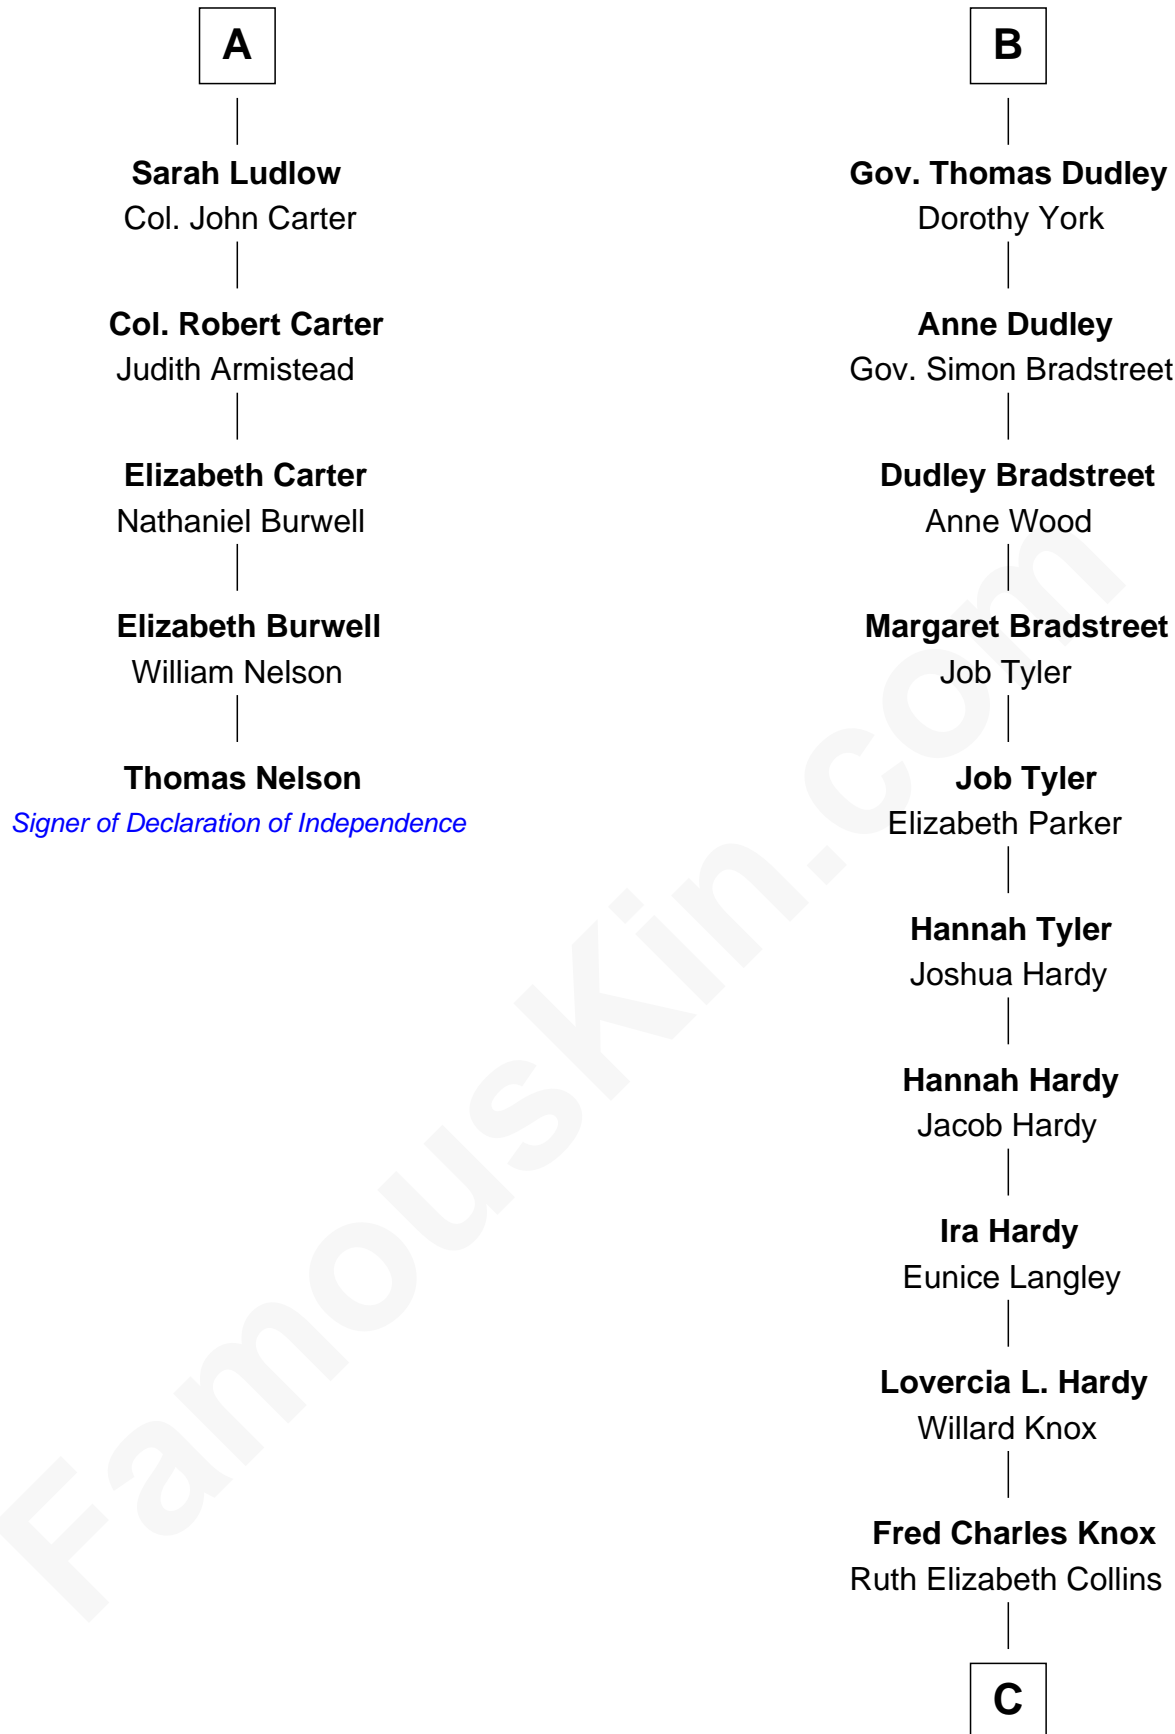 A
Sarah Ludlow
Col. John Carter
Col. Robert Carter
Judith Armistead
Elizabeth Carter
Nathaniel Burwell
Elizabeth Burwell
William Nelson
Thomas Nelson
Signer of Declaration of Independence
B
Gov. Thomas Dudley
Dorothy York
Anne Dudley
Gov. Simon Bradstreet
Dudley Bradstreet
Anne Wood
Margaret Bradstreet
Job Tyler
Job Tyler
Elizabeth Parker
Hannah Tyler
Joshua Hardy
Hannah Hardy
Jacob Hardy
Ira Hardy
Eunice Langley
Lovercia L. Hardy
Willard Knox
Fred Charles Knox
Ruth Elizabeth Collins
C
FamousKin.com